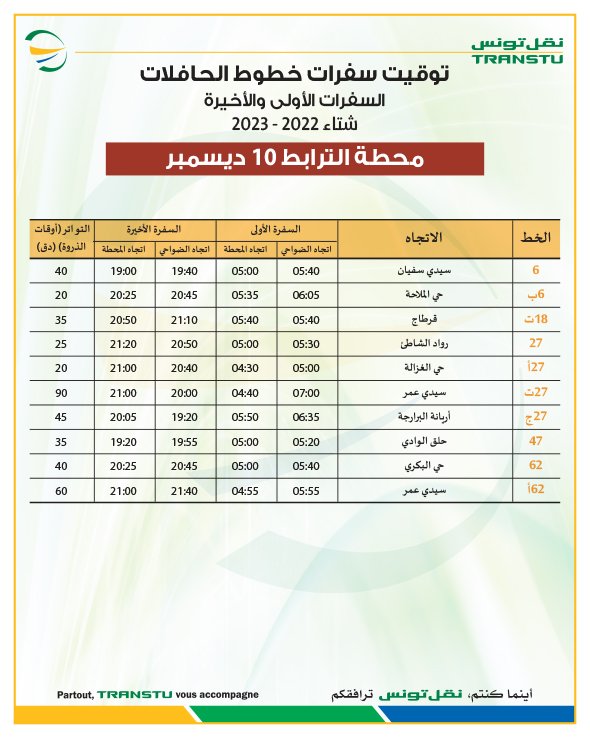 نقل تونس
TRANSTU
توقيت سفرات خطوط الحافلات
السفرات الأولى والأخيرة
شتاء 2022 - 2023
محطة الترابط 10 ديسمبر
الخط الاتجاه السفرة الأولى السفرة الأخيرة التواتر (أوقات الذروة) (دق)
اتجاه الضواحي اتجاه المحطة اتجاه الضواحي اتجاه المحطة
6 سيدي سفيان 05:40 05:00 19:40 19:00 40
6ب حي الملاحة 06:05 05:35 20:45 20:25 20
18ت قرطاج 05:40 05:40 21:10 20:50 35
27 رواد الشاطئ 05:30 05:00 20:50 21:20 25
27أ حي الغزالة 05:00 04:30 20:40 21:00 20
27ت سيدي عمر 07:00 04:40 20:00 21:00 90
27ج أريانة البرارجة 06:35 05:50 19:20 20:05 45
47 حلق الوادي 05:20 05:00 19:55 19:20 35
62 حي البكري 05:40 05:00 20:45 20:25 40
62أ سيدي عمر 05:55 04:55 21:40 21:00 60
أينما كنتم، نقل تونس ترافقكم
Partout, TRANSTU vous accompagne